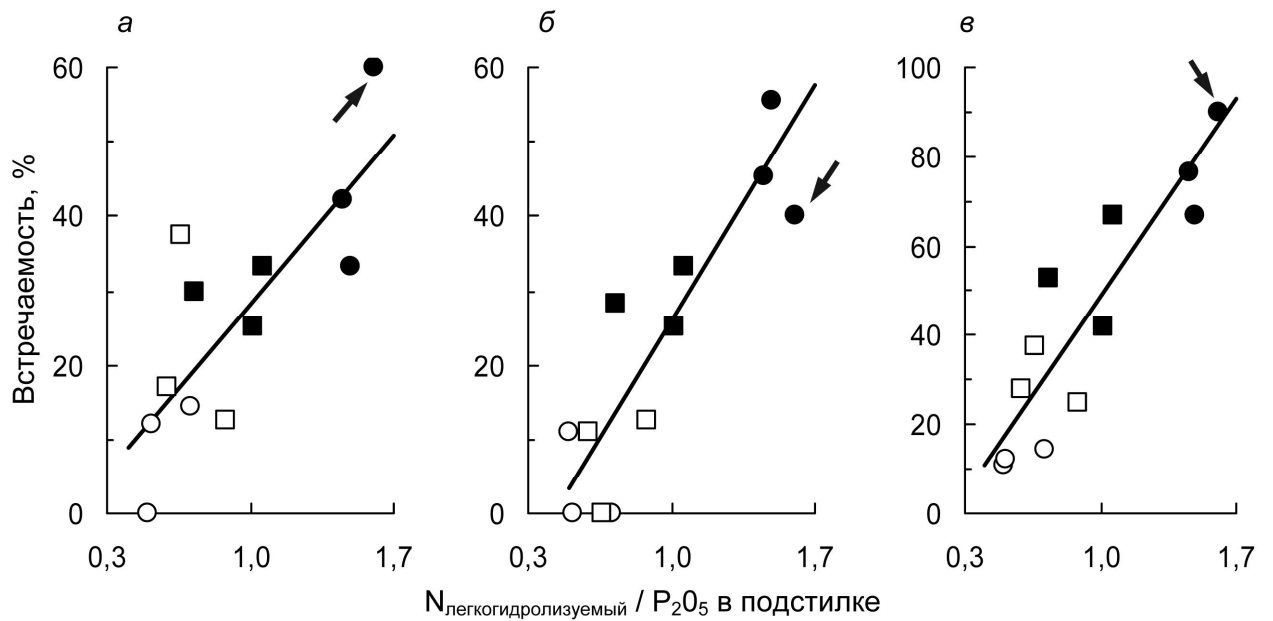 а б в
Встречаемость, %
60 60 100
80
40 40 60
20 20 40
20
0 0 0
0,3 1,0 1,7 0,3 1,0 1,7 0,3 1,0 1,7
Nлегкогидролизуемый / P205 в подстилке